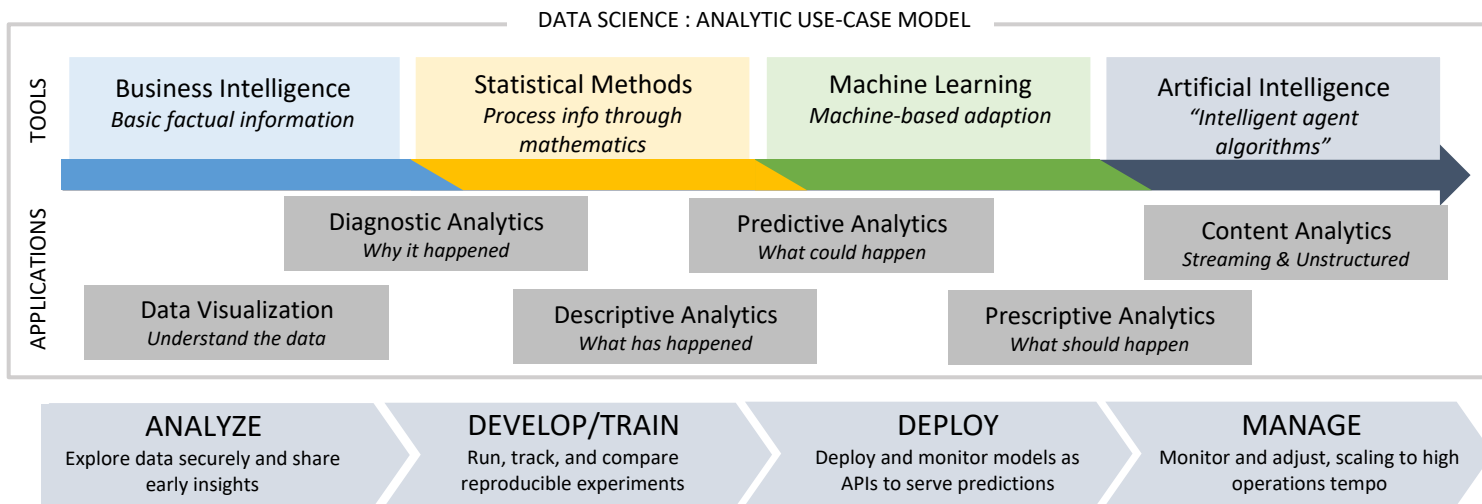 DATA SCIENCE : ANALYTIC USE-CASE MODEL
TOOLS
Business Intelligence
Basic factual information
Statistical Methods
Process info through
mathematics
Machine Learning
Machine-based adaption
Artificial Intelligence
“Intelligent agent
algorithms”
APPLICATIONS
Diagnostic Analytics
Why it happened
Predictive Analytics
What could happen
Content Analytics
Streaming & Unstructured
Data Visualization
Understand the data
Descriptive Analytics
What has happened
Prescriptive Analytics
What should happen
ANALYZE
Explore data securely and share
early insights
DEVELOP/TRAIN
Run, track, and compare
reproducible experiments
DEPLOY
Deploy and monitor models as
APIs to serve predictions
MANAGE
Monitor and adjust, scaling to high
operations tempo